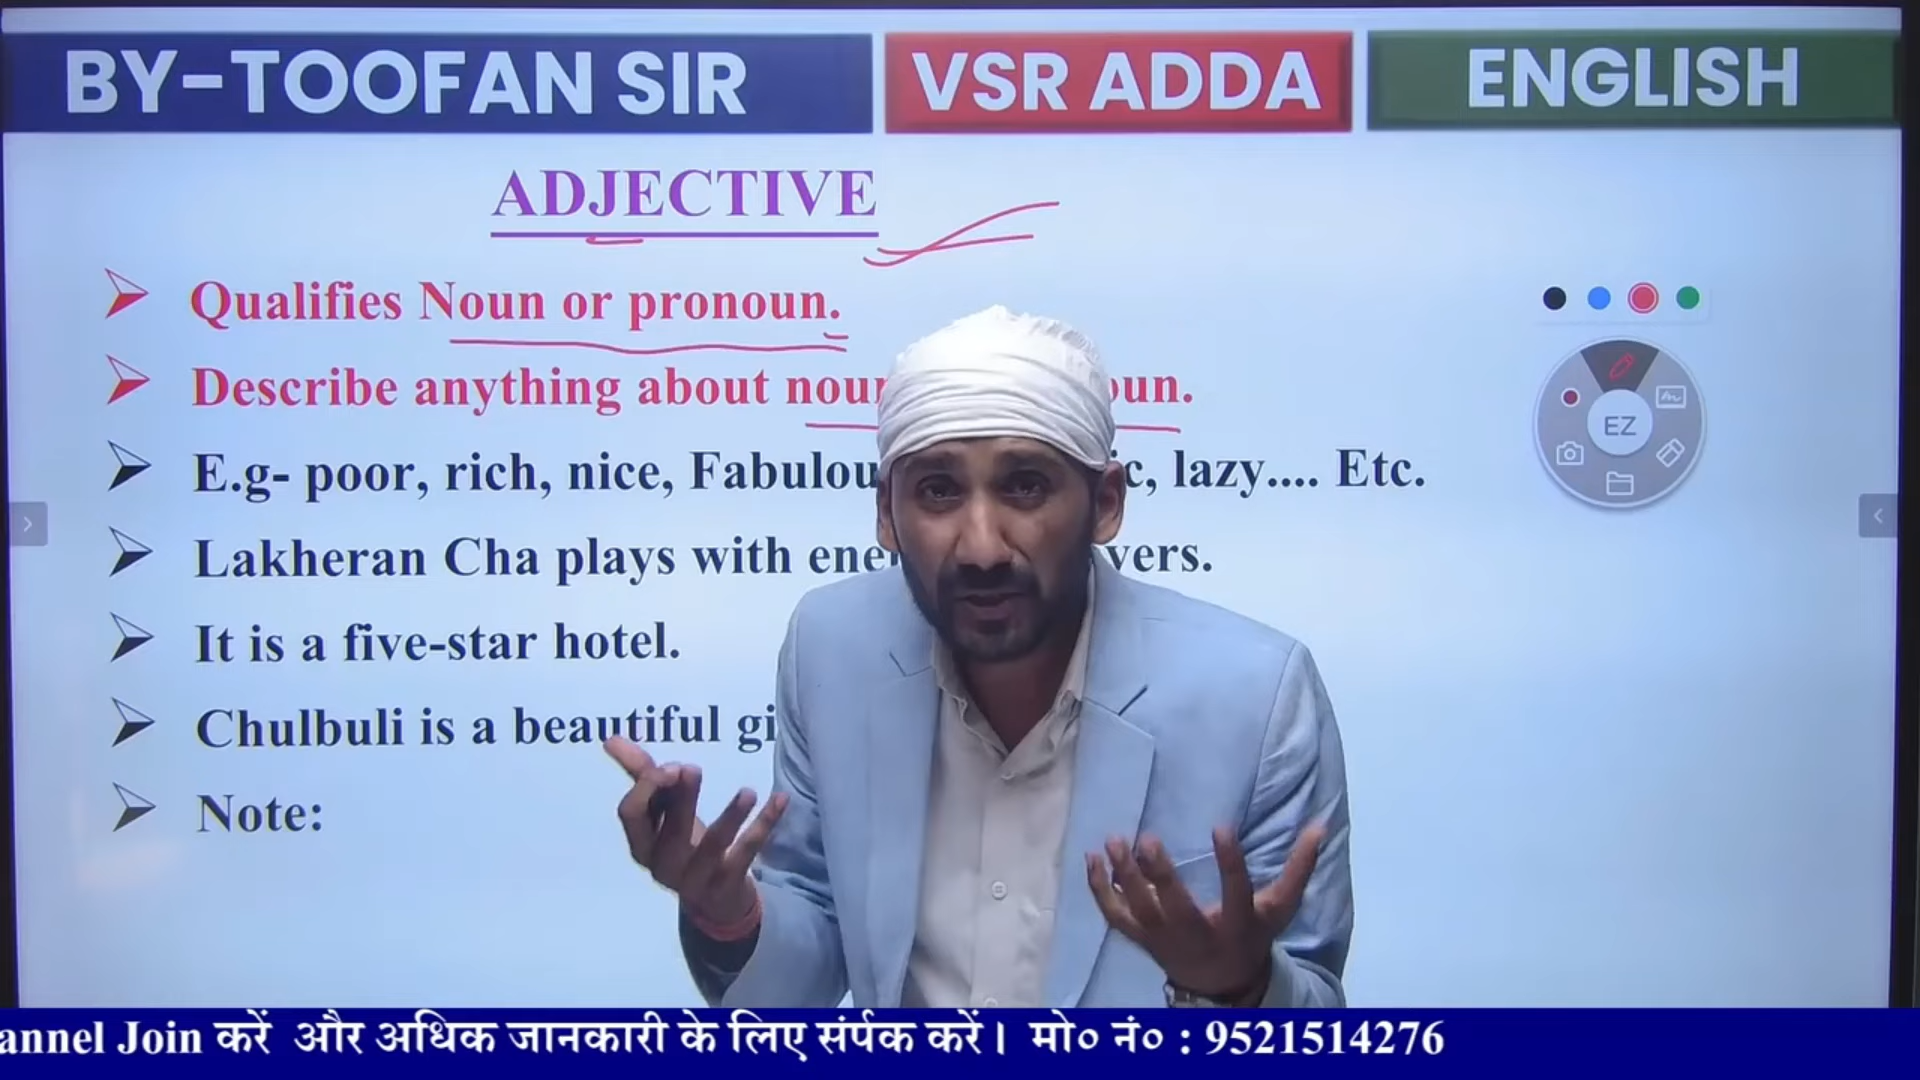 BY-TOOFAN SIR VSR ADDA ENGLISH
ADJECTIVE
Qualifies Noun or pronoun.
Describe anything about
E.g- poor, rich, nice, lazy.... Etc.
Lakheran Cha plays with
It is a five-star hotel.
Chulbuli is a beautiful
Note:
EZ
Join करें और अधिक जानकारी के लिए संर्पक करें। मो० नं० : 9521514276